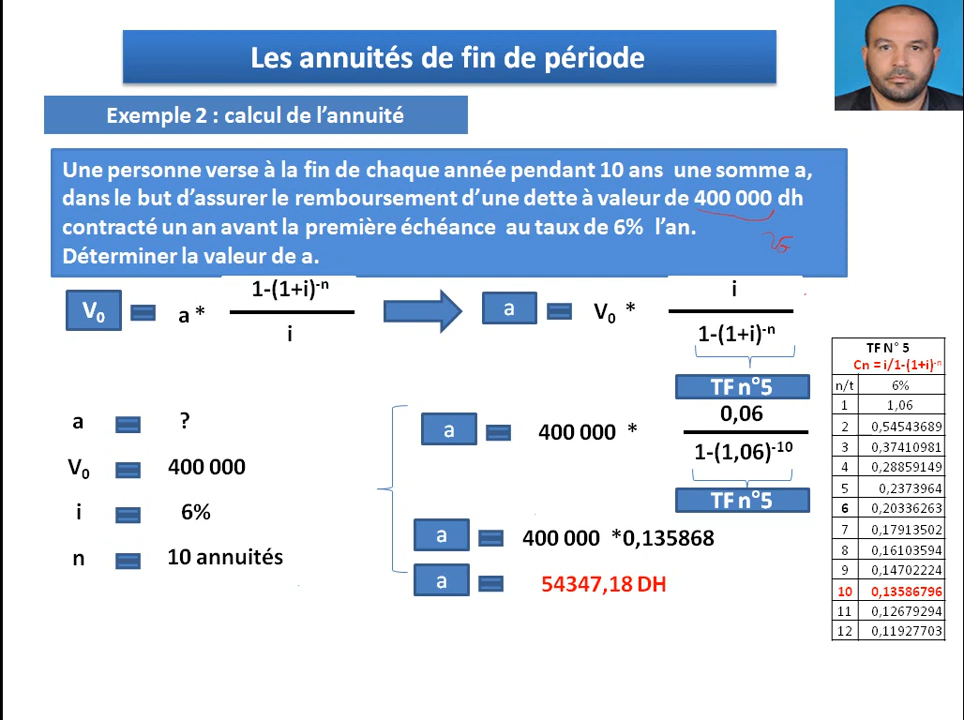 Les annuités de fin de période
Exemple 2 : calcul de l'annuité
Une personne verse à la fin de chaque année pendant 10 ans une somme a,
dans le but d'assurer le remboursement d'une dette à valeur de 400 000 dh
contracté un an avant la première échéance au taux de 6% l'an.
Déterminer la valeur de a.
V₀ = a * 1-(1+i)⁻ⁿ / i
a = V₀ * i / 1-(1+i)⁻ⁿ
TF n°5
a = ?
V₀ = 400 000
i = 6%
n = 10 annuités
a = 400 000 * 0,06 / 1-(1,06)⁻¹⁰
TF n°5
a = 400 000 *0,135868
a = 54347,18 DH
TF N° 5
Cn = i/1-(1+i)⁻ⁿ
n/t 6%
1 1,06
2 0,54543689
3 0,37410981
4 0,28859149
5 0,2373964
6 0,20336263
7 0,17913502
8 0,16103594
9 0,14702224
10 0,13586796
11 0,12679294
12 0,11927703